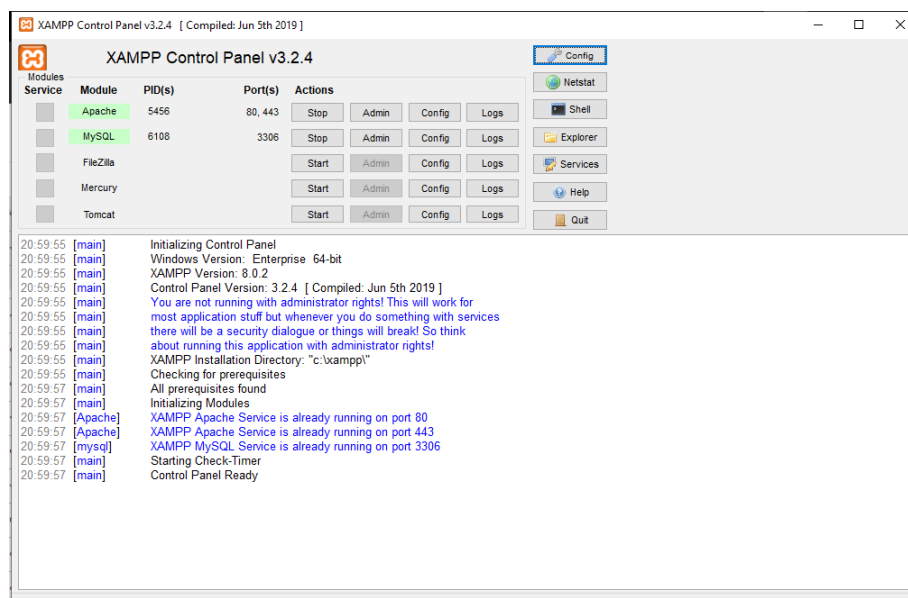 XAMPP Control Panel v3.2.4 [ Compiled: Jun 5th 2019 ]
XAMPP Control Panel v3.2.4
Config
Modules
Service Module PID(s) Port(s) Actions
Netstat
Apache 5456 80, 443 Stop Admin Config Logs
Shell
MySQL 6108 3306 Stop Admin Config Logs
Explorer
FileZilla Start Admin Config Logs
Services
Mercury Start Admin Config Logs
Help
Tomcat Start Admin Config Logs
Quit
20:59:55 [main] Initializing Control Panel
20:59:55 [main] Windows Version: Enterprise 64-bit
20:59:55 [main] XAMPP Version: 8.0.2
20:59:55 [main] Control Panel Version: 3.2.4 [ Compiled: Jun 5th 2019 ]
20:59:55 [main] You are not running with administrator rights! This will work for
20:59:55 [main] most application stuff but whenever you do something with services
20:59:55 [main] there will be a security dialogue or things will break! So think
20:59:55 [main] about running this application with administrator rights!
20:59:55 [main] XAMPP Installation Directory: "c:\xampp\"
20:59:55 [main] Checking for prerequisites
20:59:57 [main] All prerequisites found
20:59:57 [main] Initializing Modules
20:59:57 [Apache] XAMPP Apache Service is already running on port 80
20:59:57 [Apache] XAMPP Apache Service is already running on port 443
20:59:57 [mysql] XAMPP MySQL Service is already running on port 3306
20:59:57 [main] Starting Check-Timer
20:59:57 [main] Control Panel Ready